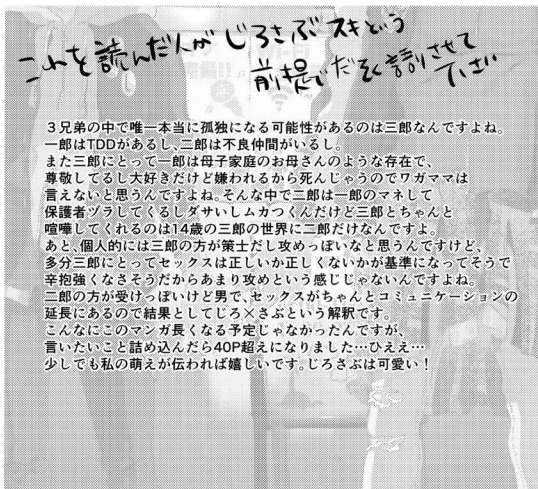 これを読んだ人がじろさぶスキという
前提でだけ語りさせて
下さい
３兄弟の中で唯一本当に孤独になる可能性があるのは三郎なんですよね。
一郎はTDDがあるし、二郎は不良仲間がいるし。
また三郎にとって一郎は母子家庭のお母さんのような存在で、
尊敬してるし大好きだけど嫌われるから死んじゃうのでワガママは
言えないと思うんですよね。そんな中で二郎は一郎のマネして
保護者ヅラしてくるしダサいしムカつくんだけど三郎とちゃんと
喧嘩してくれるのは14歳の三郎の世界に二郎だけなんですよ。
あと、個人的には三郎の方が策士だし攻めっぽいなと思うんですけど、
多分三郎にとってセックスは正しいか正しくないかが基準になってそうで
辛抱強くなさそうだからあまり攻めという感じじゃないんですよね。
二郎の方が受けっぽいけど男で、セックスがちゃんとコミュニケーションの
延長にあるので結果としてじろ×さぶという解釈です。
こんなにこのマンガ長くなる予定じゃなかったんですが、
言いたいこと詰め込んだら40P超えになりました…ひええ…
少しでも私の萌えが伝われば嬉しいです。じろさぶは可愛い！
Wi-Fi